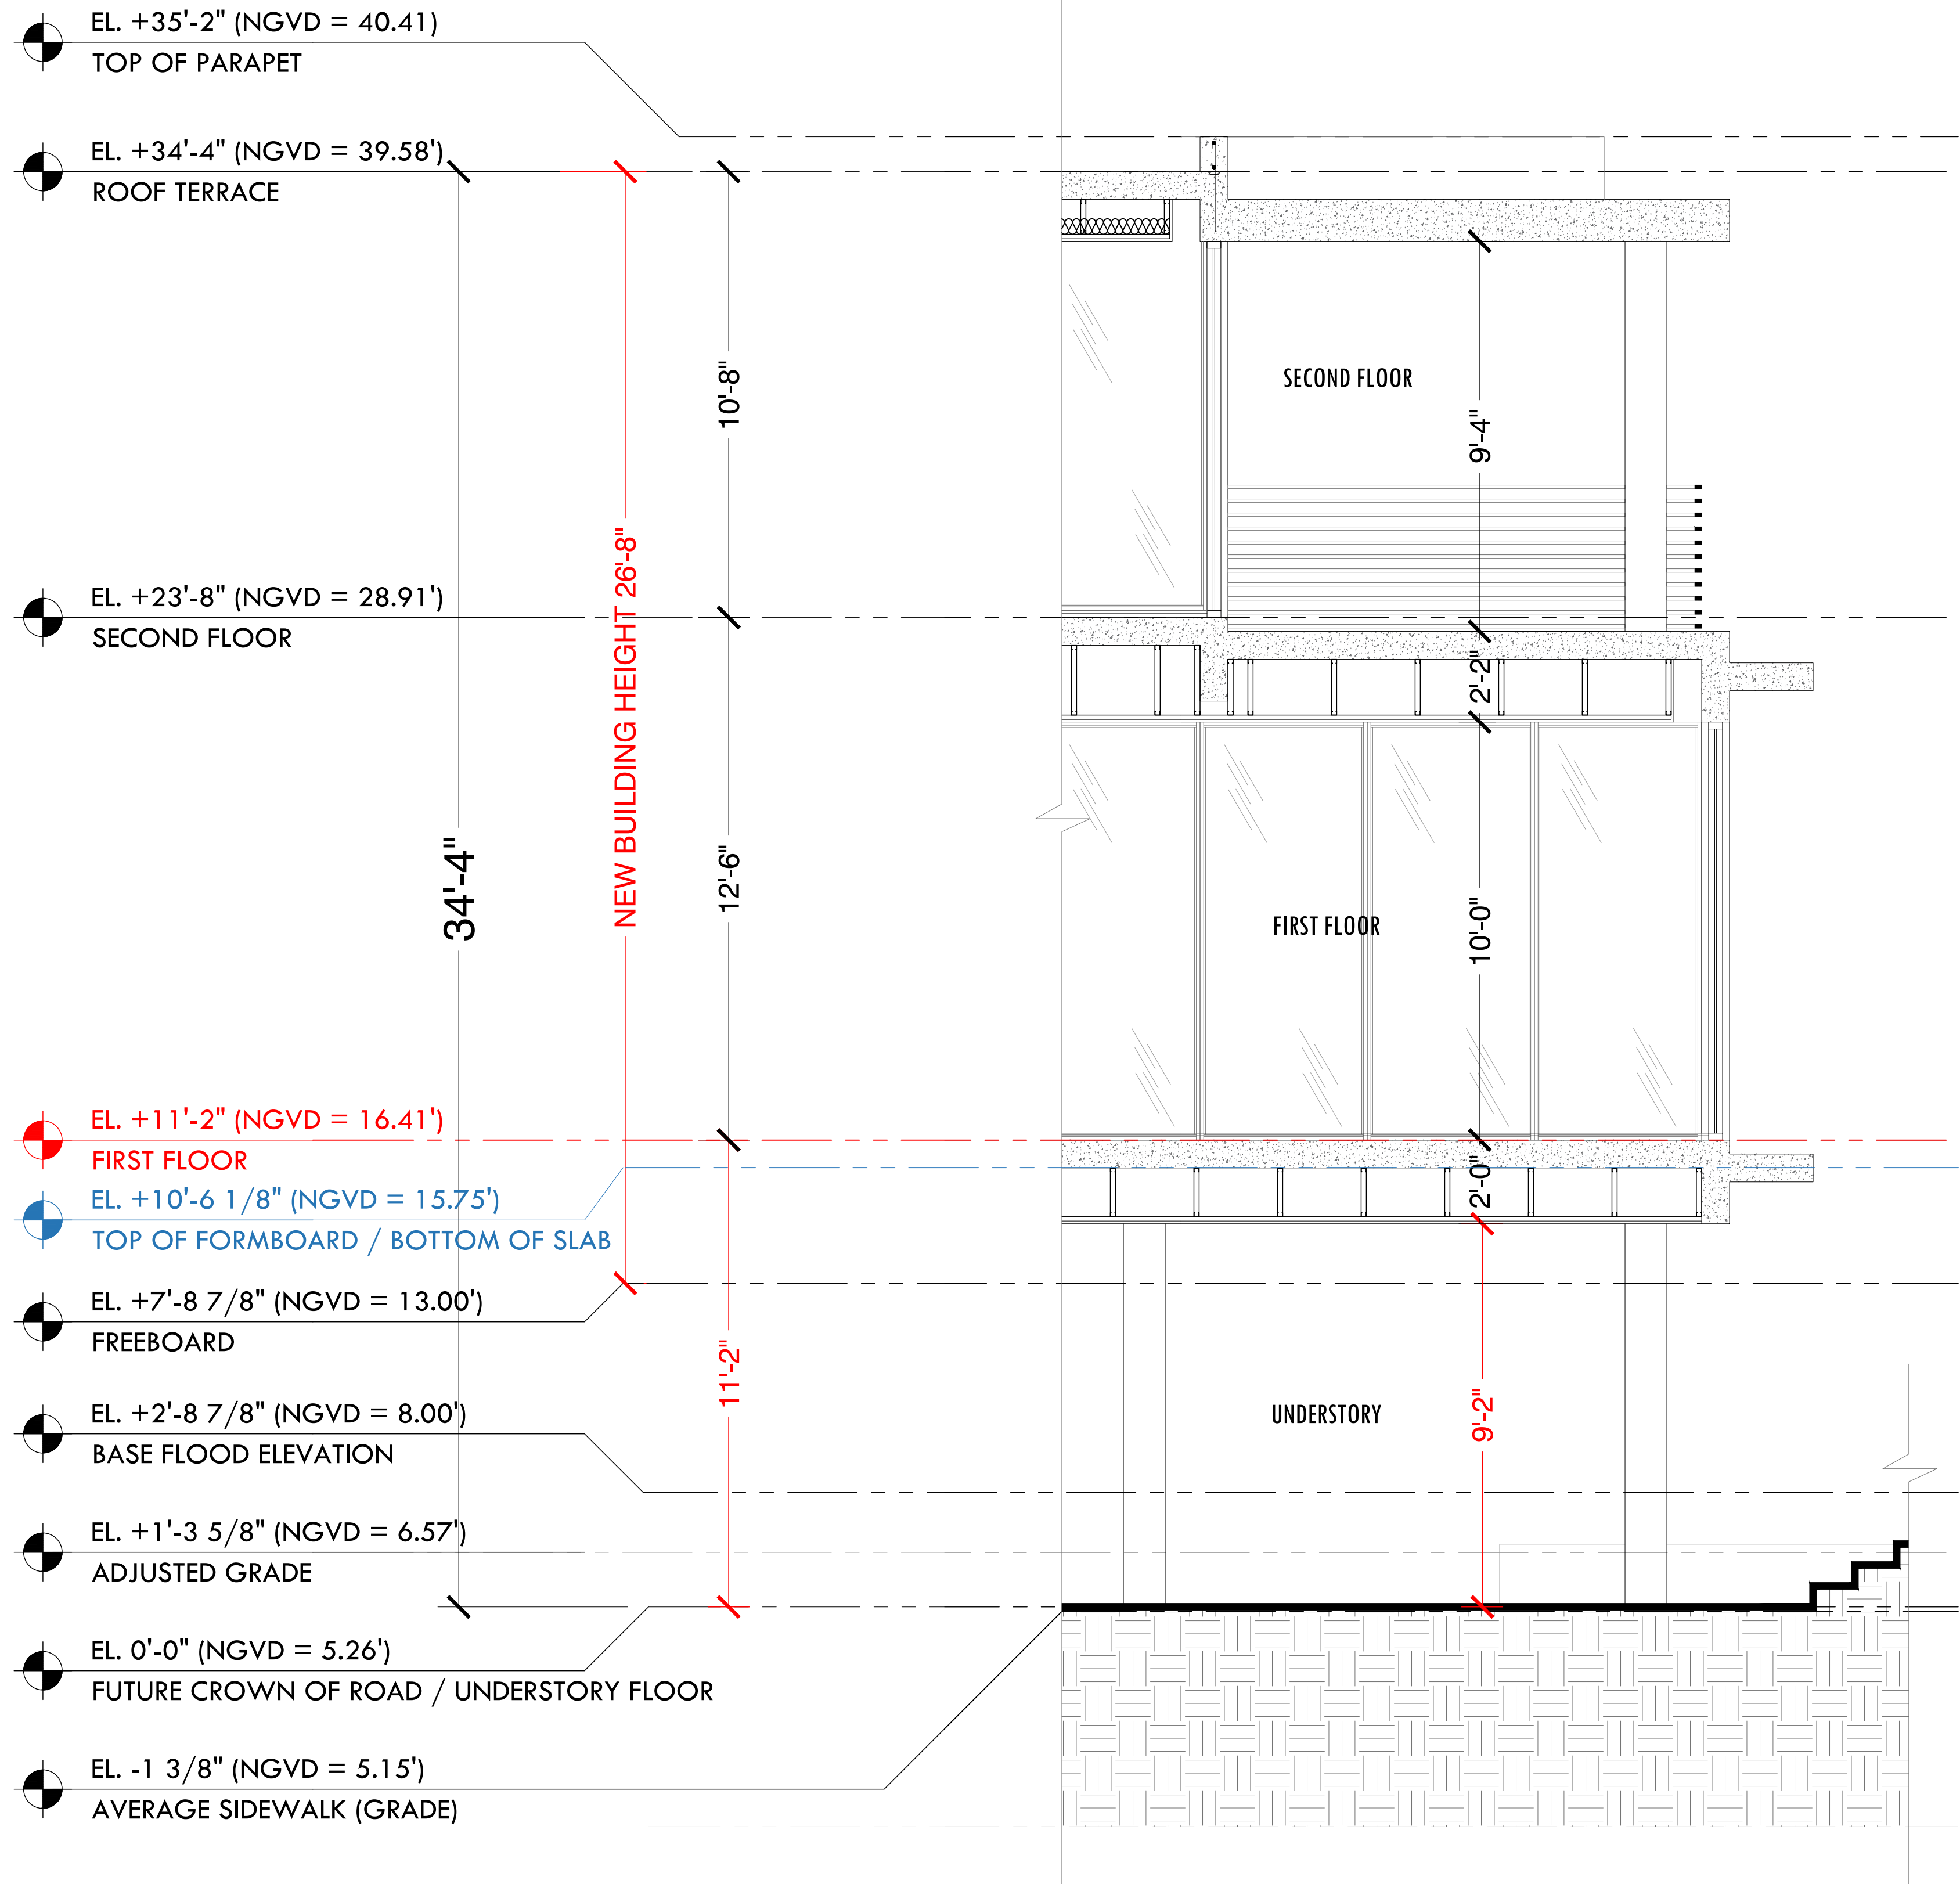 EL. +35'-2" (NGVD = 40.41)
TOP OF PARAPET
EL. +34'-4" (NGVD = 39.58')
ROOF TERRACE
10'-8"
SECOND FLOOR
9'-4"
EL. +23'-8" (NGVD = 28.91')
SECOND FLOOR
NEW BUILDING HEIGHT 26'-8"
2'-2"
34'-4"
12'-6"
FIRST FLOOR
10'-0"
EL. +11'-2" (NGVD = 16.41')
FIRST FLOOR
EL. +10'-6 1/8" (NGVD = 15.75')
TOP OF FORMBOARD / BOTTOM OF SLAB
2'-0"
EL. +7'-8 7/8" (NGVD = 13.00')
FREEBOARD
11'-2"
UNDERSTORY
9'-2"
EL. +2'-8 7/8" (NGVD = 8.00')
BASE FLOOD ELEVATION
EL. +1'-3 5/8" (NGVD = 6.57')
ADJUSTED GRADE
EL. 0'-0" (NGVD = 5.26')
FUTURE CROWN OF ROAD / UNDERSTORY FLOOR
EL. -1 3/8" (NGVD = 5.15')
AVERAGE SIDEWALK (GRADE)